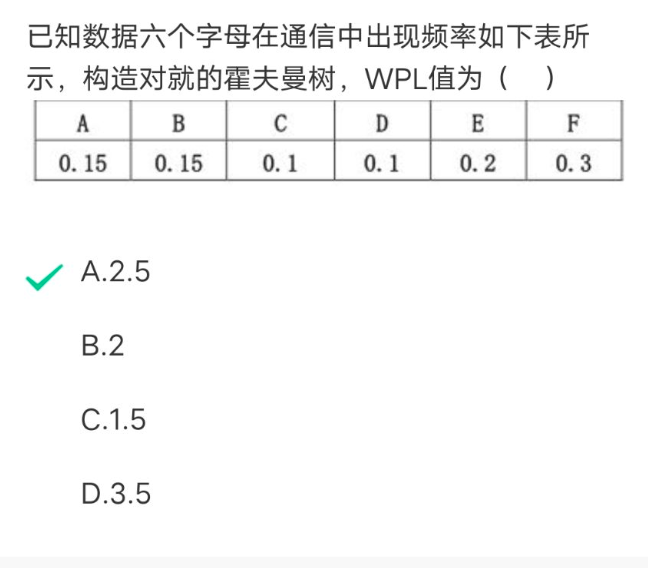 已知数据六个字母在通信中出现频率如下表所
示，构造对就的霍夫曼树，WPL值为（ ）
A B C D E F
0.15 0.15 0.1 0.1 0.2 0.3
A.2.5
B.2
C.1.5
D.3.5